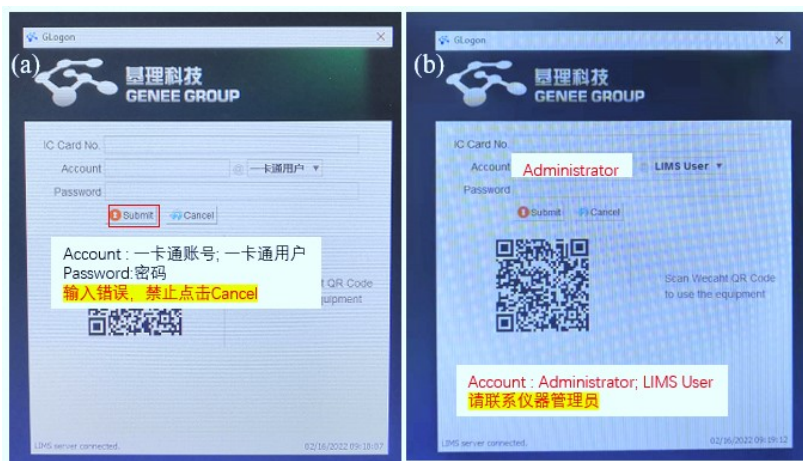 GLogon
(a)
基理科技
GENEE GROUP
IC Card No.
Account
一卡通用户
Password
Submit
Cancel
Account : 一卡通账号; 一卡通用户
Password:密码
输入错误，禁止点击Cancel
t QR Code
quipment
LIMS server connected.
02/16/2022 09:18:07
GLogon
(b)
基理科技
GENEE GROUP
IC Card No
Account
Administrator
LIMS User
Password
Submit
Cancel
Scan Wecaht QR Code
to use the equipment
Account : Administrator; LIMS User
请联系仪器管理员
LIMS server connected.
02/16/2022 09:19:12